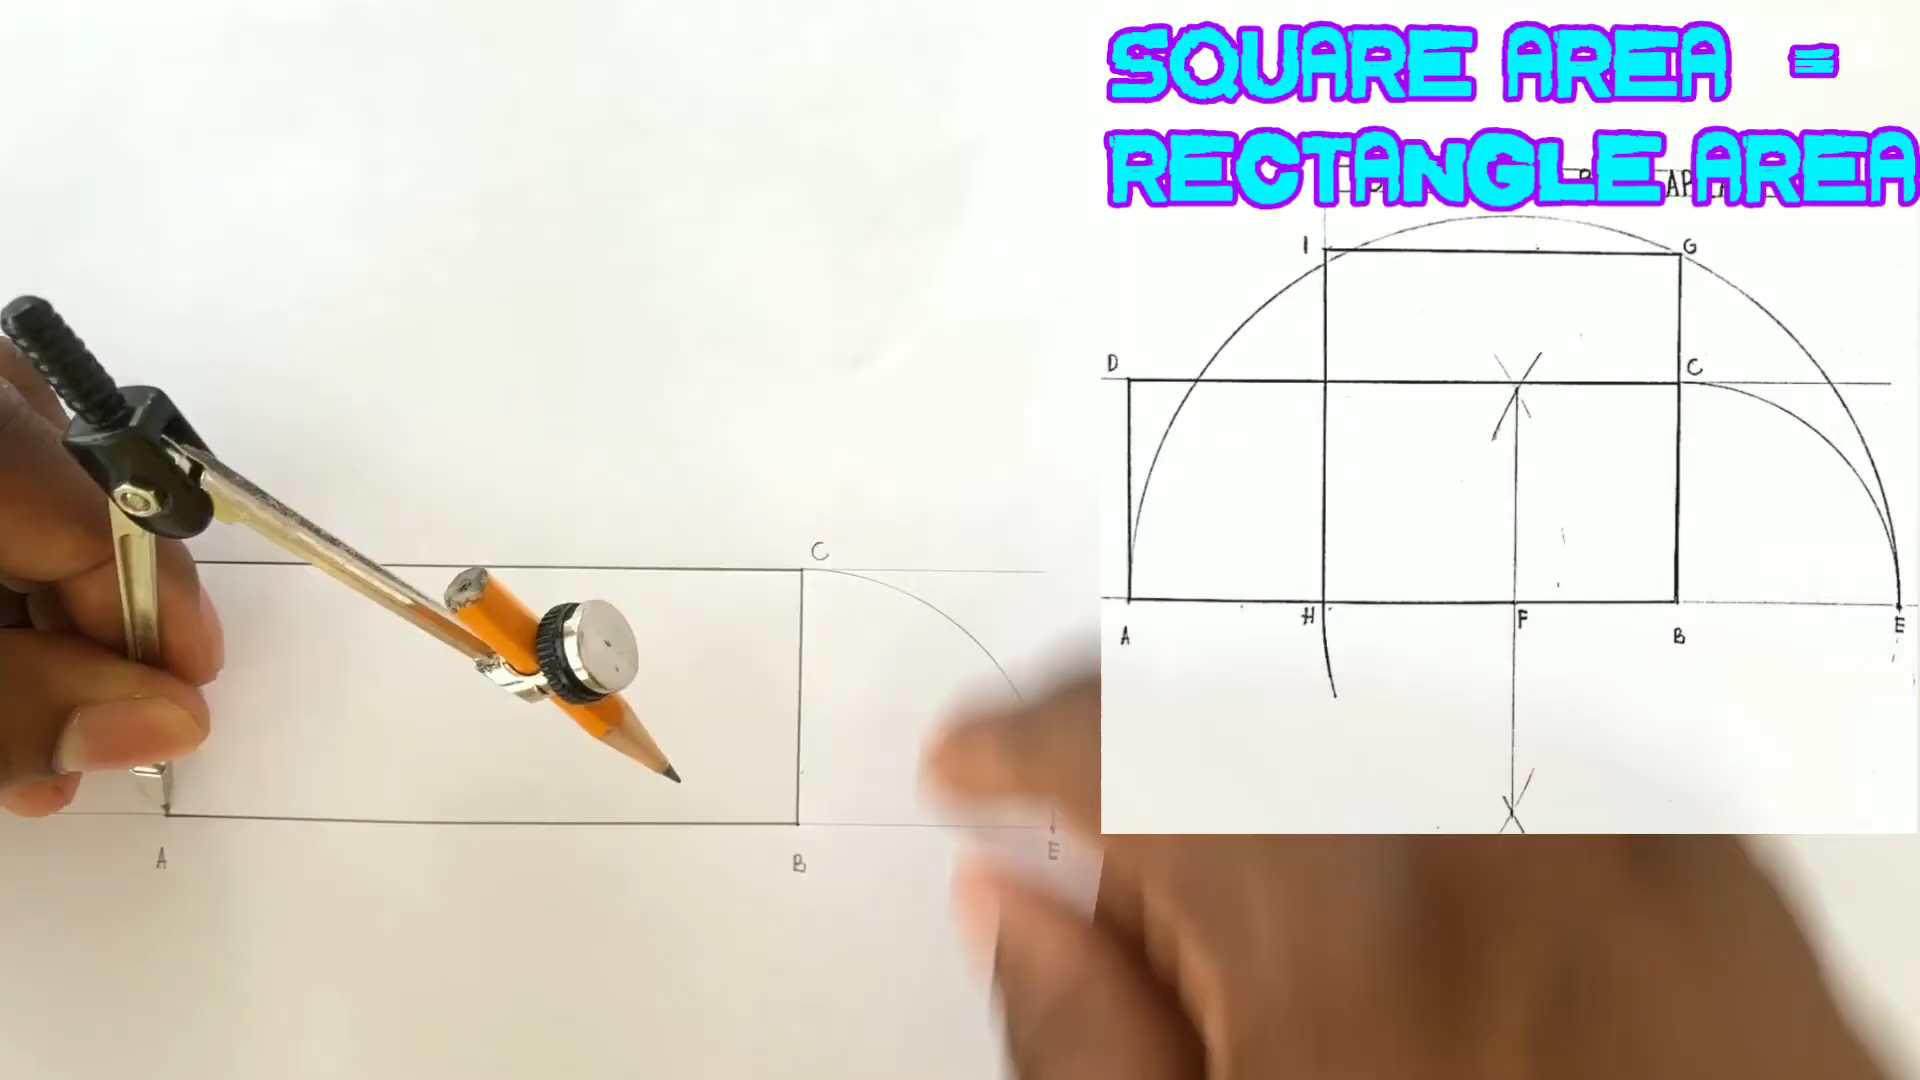 SQUARE AREA =
RECTANGLE AREA
I G
D C
H F B E
A
C
A B E